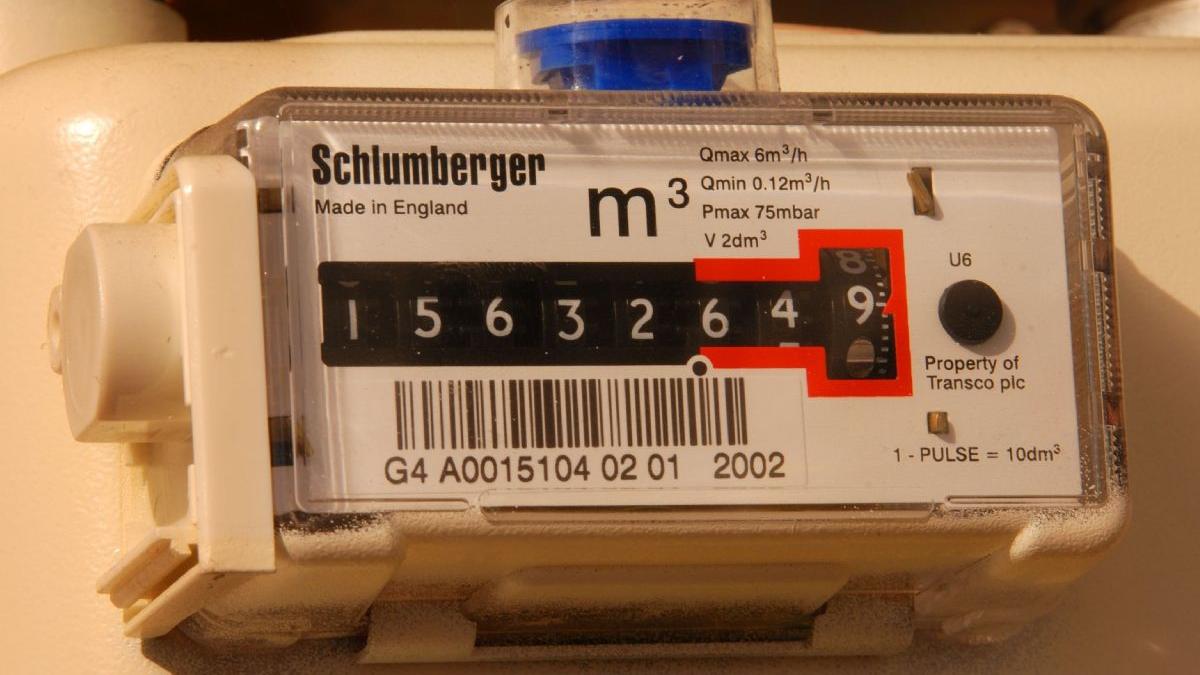 Schlumberger
Made in England
m³
Qmax 6m³/h
Qmin 0.12m³/h
Pmax 75mbar
V 2dm³
8
1 5 6 3 2 6 4 9
U6
Property of
Transco plc
G4 A0015104 02 01 2002
1 - PULSE = 10dm³